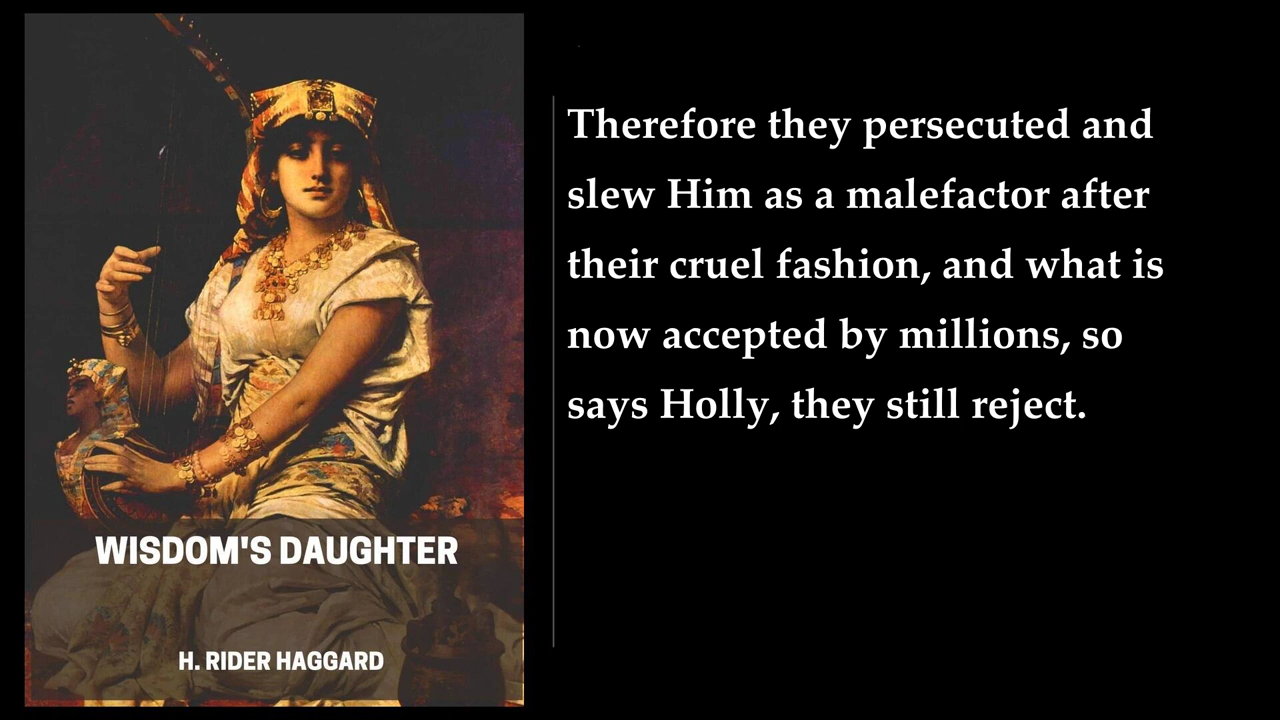 WISDOM'S DAUGHTER
H. RIDER HAGGARD
Therefore they persecuted and
slew Him as a malefactor after
their cruel fashion, and what is
now accepted by millions, so
says Holly, they still reject.